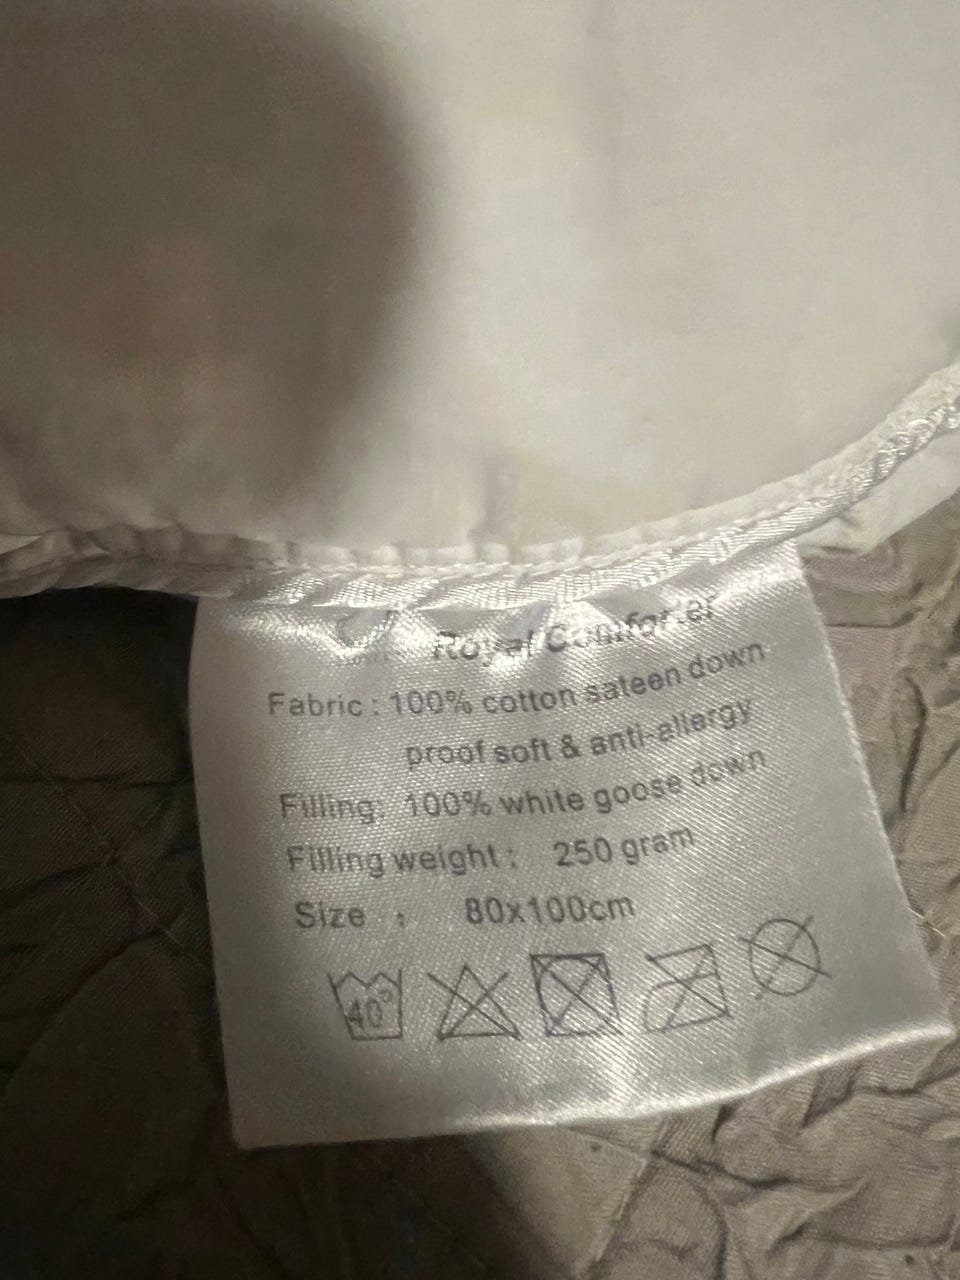 Royal Comforter
Fabric : 100% cotton sateen down
proof soft & anti-allergy
Filling: 100% white goose down
Filling weight : 250 gram
Size : 80x100cm
40°